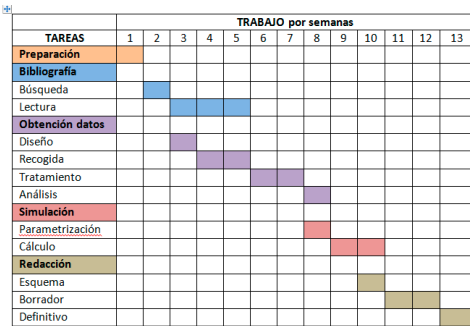 TRABAJO por semanas
TAREAS 1 2 3 4 5 6 7 8 9 10 11 12 13
Preparación
Bibliografía
Búsqueda
Lectura
Obtención datos
Diseño
Recogida
Tratamiento
Análisis
Simulación
Parametrización
Cálculo
Redacción
Esquema
Borrador
Definitivo